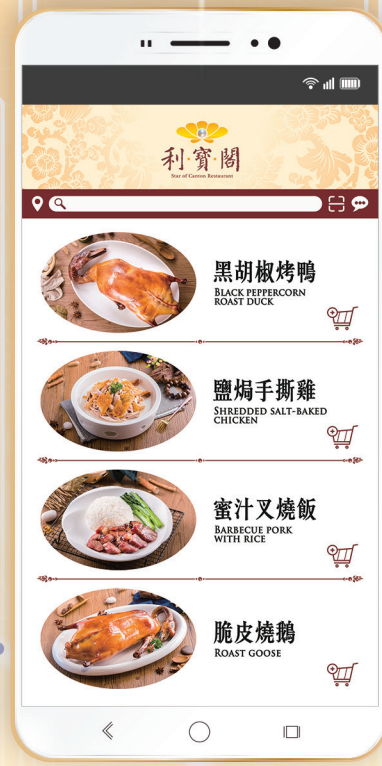 利寶閣
Star of Canton Restaurant
黑胡椒烤鴨
BLACK PEPPERCORN
ROAST DUCK
鹽焗手撕雞
SHREDDED SALT-BAKED
CHICKEN
蜜汁叉燒飯
BARBECUE PORK
WITH RICE
脆皮燒鵝
ROAST GOOSE